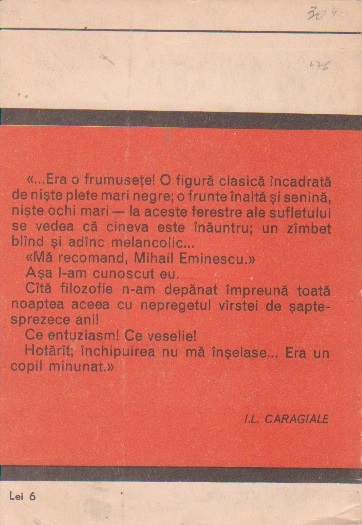 «...Era o frumusețe! O figură clasică încadrată
de niște plete mari negre; o frunte înaltă și senină,
niște ochi mari — la aceste ferestre ale sufletului
se vedea că cineva este înăuntru; un zîmbet
blînd și adînc melancolic...
«Mă recomand, Mihail Eminescu.»
Așa l-am cunoscut eu.
Cîtă filozofie n-am depănat împreună toată
noaptea aceea cu nepregetul vîrstei de șapte-
sprezece ani!
Ce entuziasm! Ce veselie!
Hotărît; închipuirea nu mă înșelase... Era un
copil minunat.»
I.L. CARAGIALE
Lei 6